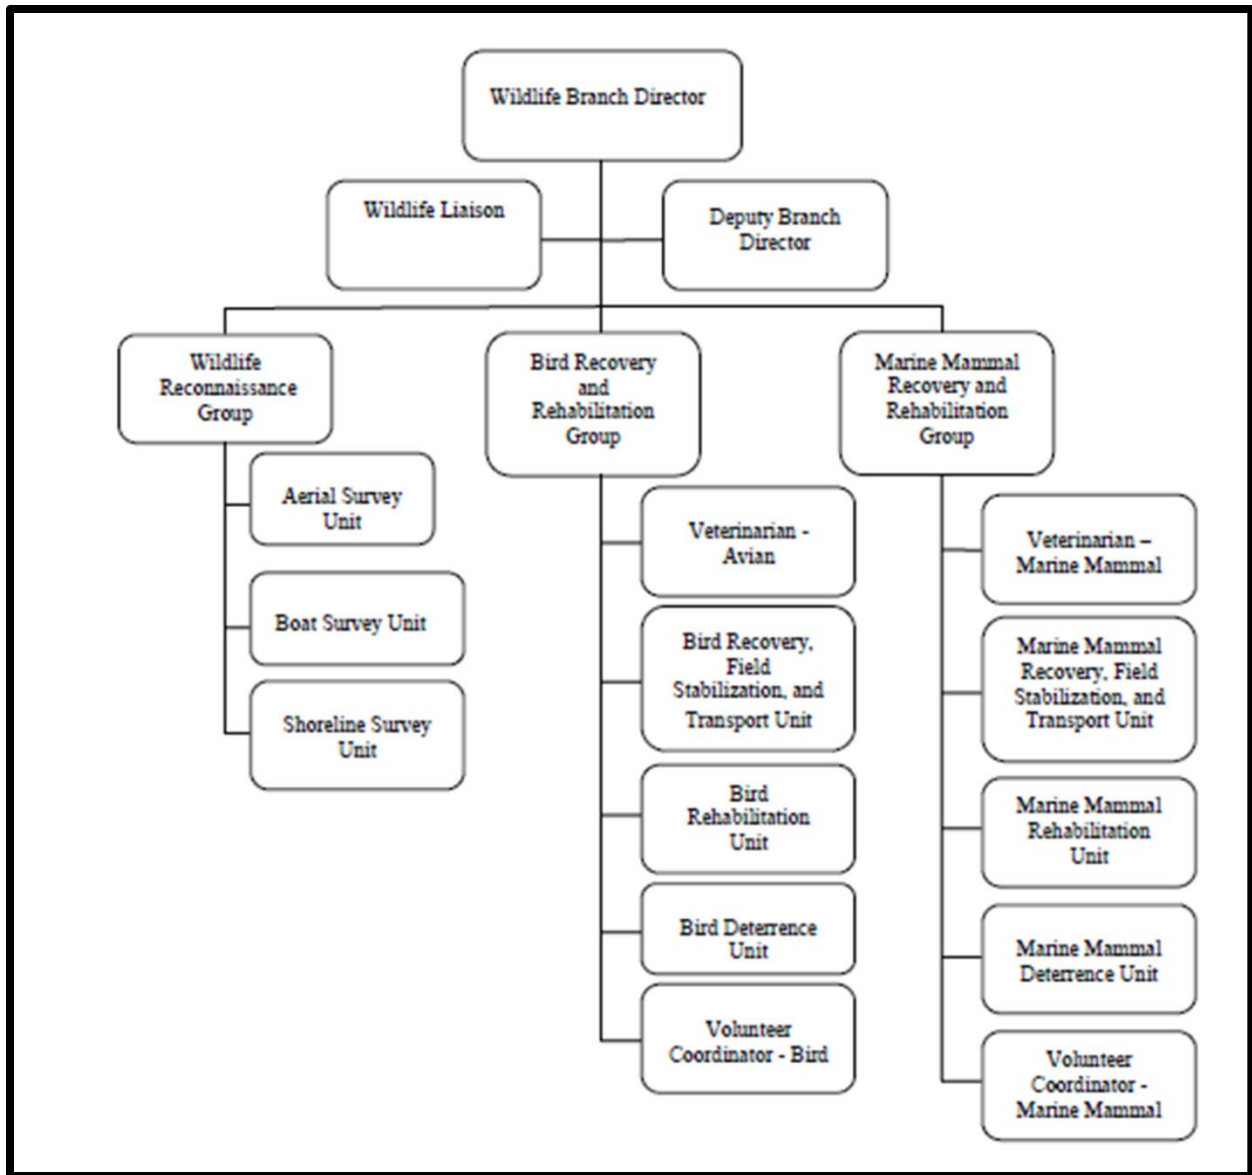 Wildlife Branch Director
Wildlife Liaison
Deputy Branch
Director
Wildlife
Reconnaissance
Group
Aerial Survey
Unit
Boat Survey Unit
Shoreline Survey
Unit
Bird Recovery
and
Rehabilitation
Group
Veterinarian -
Avian
Bird Recovery,
Field
Stabilization, and
Transport Unit
Bird
Rehabilitation
Unit
Bird Deterrence
Unit
Volunteer
Coordinator - Bird
Marine Mammal
Recovery and
Rehabilitation
Group
Veterinarian –
Marine Mammal
Marine Mammal
Recovery, Field
Stabilization, and
Transport Unit
Marine Mammal
Rehabilitation
Unit
Marine Mammal
Deterrence Unit
Volunteer
Coordinator -
Marine Mammal